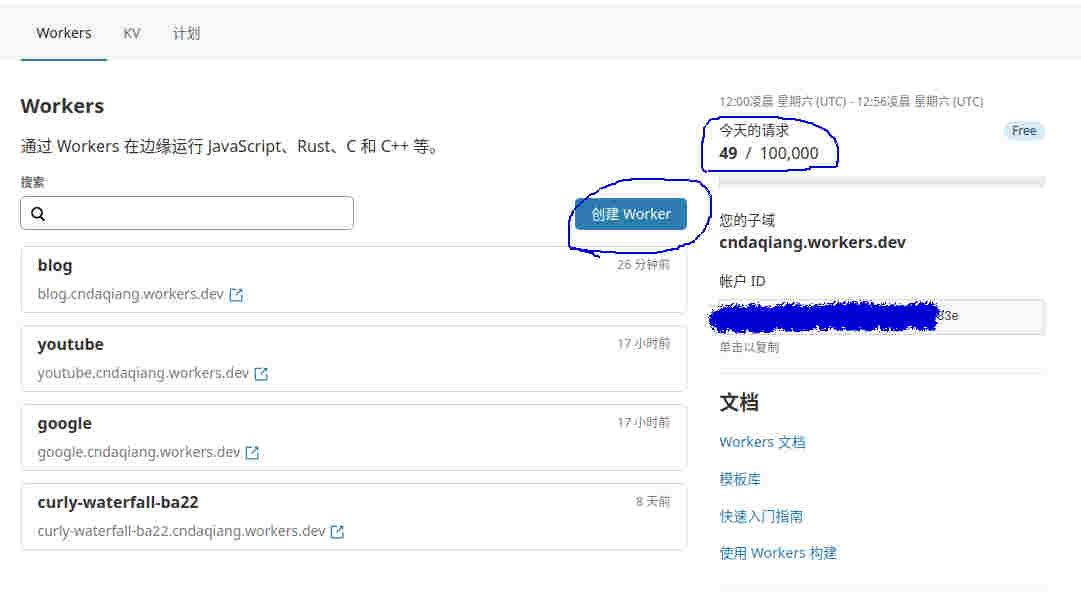 Workers KV 计划
Workers
通过 Workers 在边缘运行 JavaScript、Rust、C 和 C++ 等。
搜索
创建 Worker
blog 26 分钟前
blog.cndaqiang.workers.dev
youtube 17 小时前
youtube.cndaqiang.workers.dev
google 17 小时前
google.cndaqiang.workers.dev
curly-waterfall-ba22 8 天前
curly-waterfall-ba22.cndaqiang.workers.dev
12:00凌晨 星期六 (UTC) - 12:56凌晨 星期六 (UTC)
今天的请求 Free
49 / 100,000
您的子域
cndaqiang.workers.dev
帐户 ID
3e
单击以复制
文档
Workers 文档
模板库
快速入门指南
使用 Workers 构建